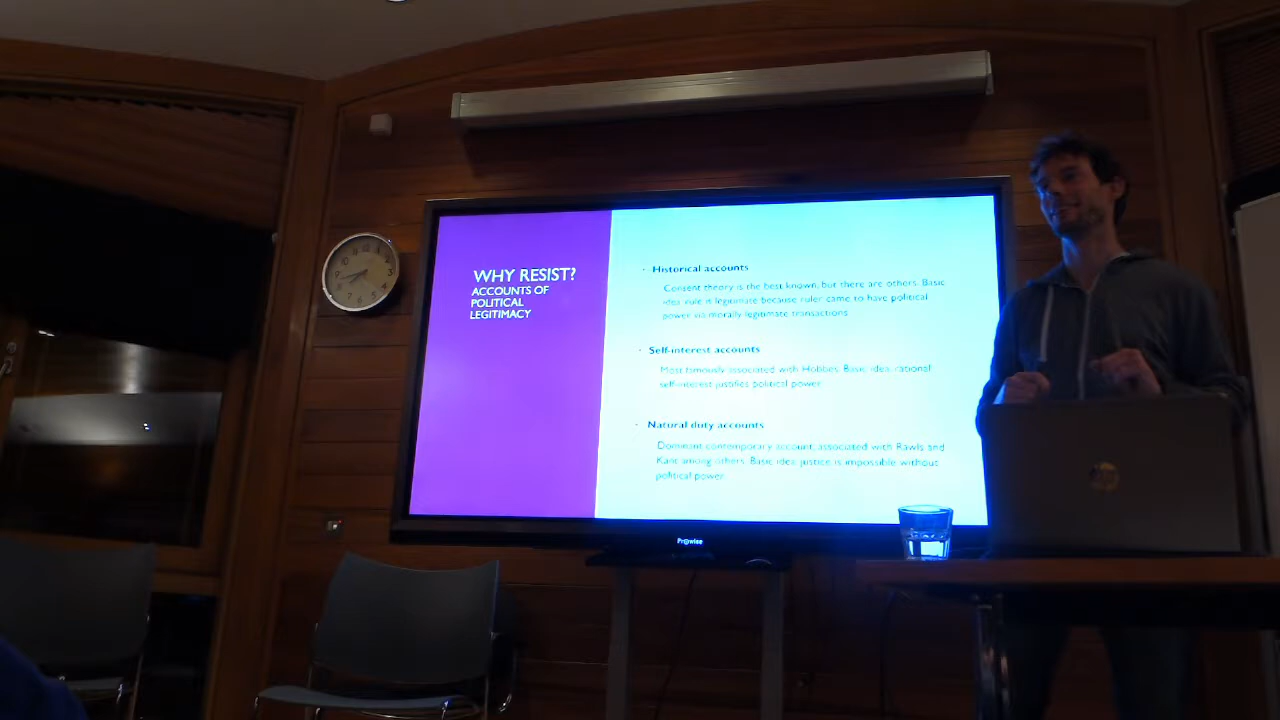 WHY RESIST?
ACCOUNTS OF
POLITICAL
LEGITIMACY
· Historical accounts
Consent theory is the best known, but there are others. Basic
idea: rule is legitimate because ruler came to have political
power via morally legitimate transactions
· Self-interest accounts
Most famously associated with Hobbes. Basic idea: rational
self-interest justifies political power.
· Natural duty accounts
Dominant contemporary account, associated with Rawls and
Kant among others. Basic idea: justice is impossible without
political power.
Prowise
hp